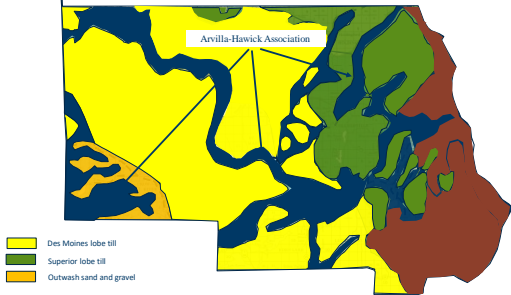 Arvilla-Hawick Association
Des Moines lobe till
Superior lobe till
Outwash sand and gravel